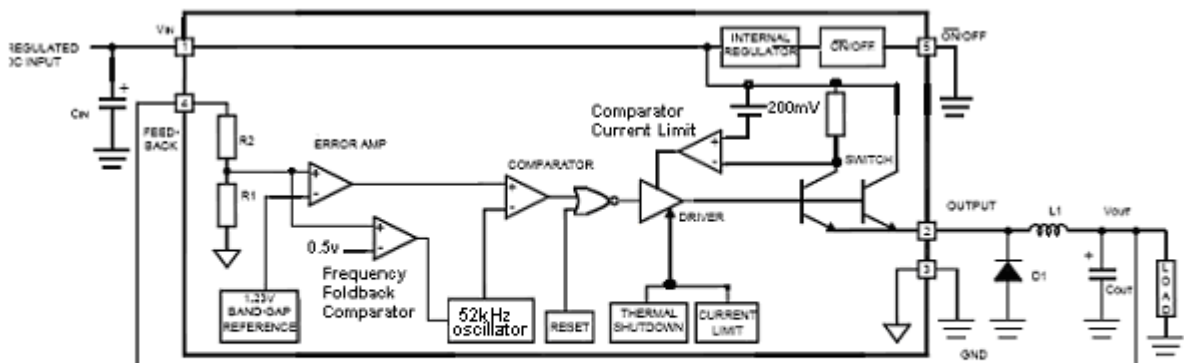 VIN
REGULATED
DC INPUT
CIN
+
1
4
FEED-
BACK
R2
R1
ERROR AMP
+
-
0.5v
+
-
Frequency
Foldback
Comparator
1.23V
BAND-GAP
REFERENCE
COMPARATOR
+
-
52kHz
oscillator
RESET
Comparator
Current Limit
+
-
200mV
INTERNAL
REGULATOR
ON/OFF
5
ON/OFF
SWITCH
DRIVER
THERMAL
SHUTDOWN
CURRENT
LIMIT
OUTPUT
2
3
L1
VOUT
D1
+
COUT
LOAD
GND